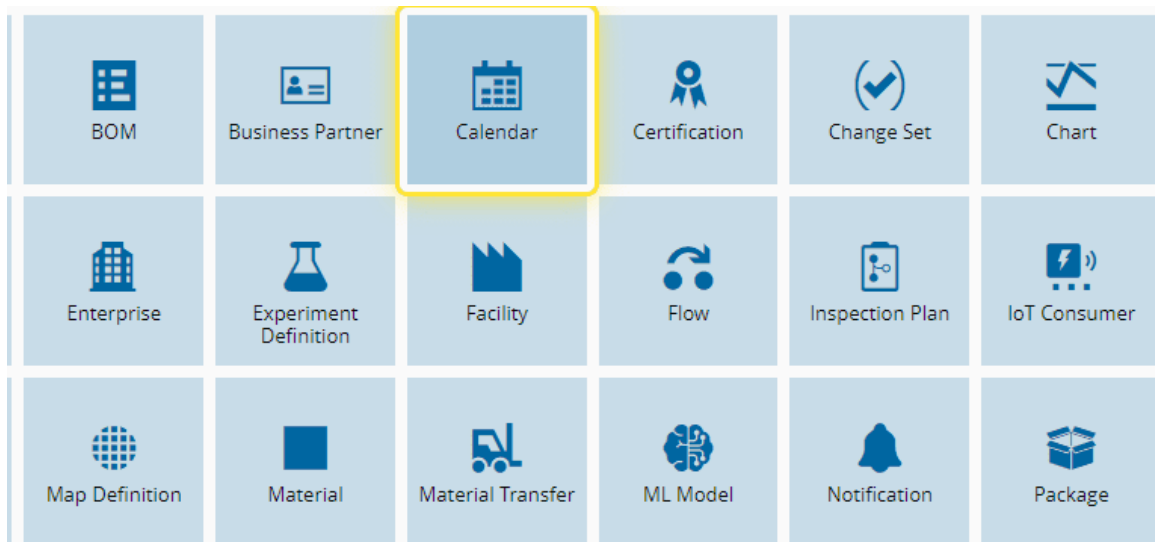 BOM
Business Partner
Calendar
Certification
Change Set
Chart
Enterprise
Experiment
Definition
Facility
Flow
Inspection Plan
IoT Consumer
Map Definition
Material
Material Transfer
ML Model
Notification
Package